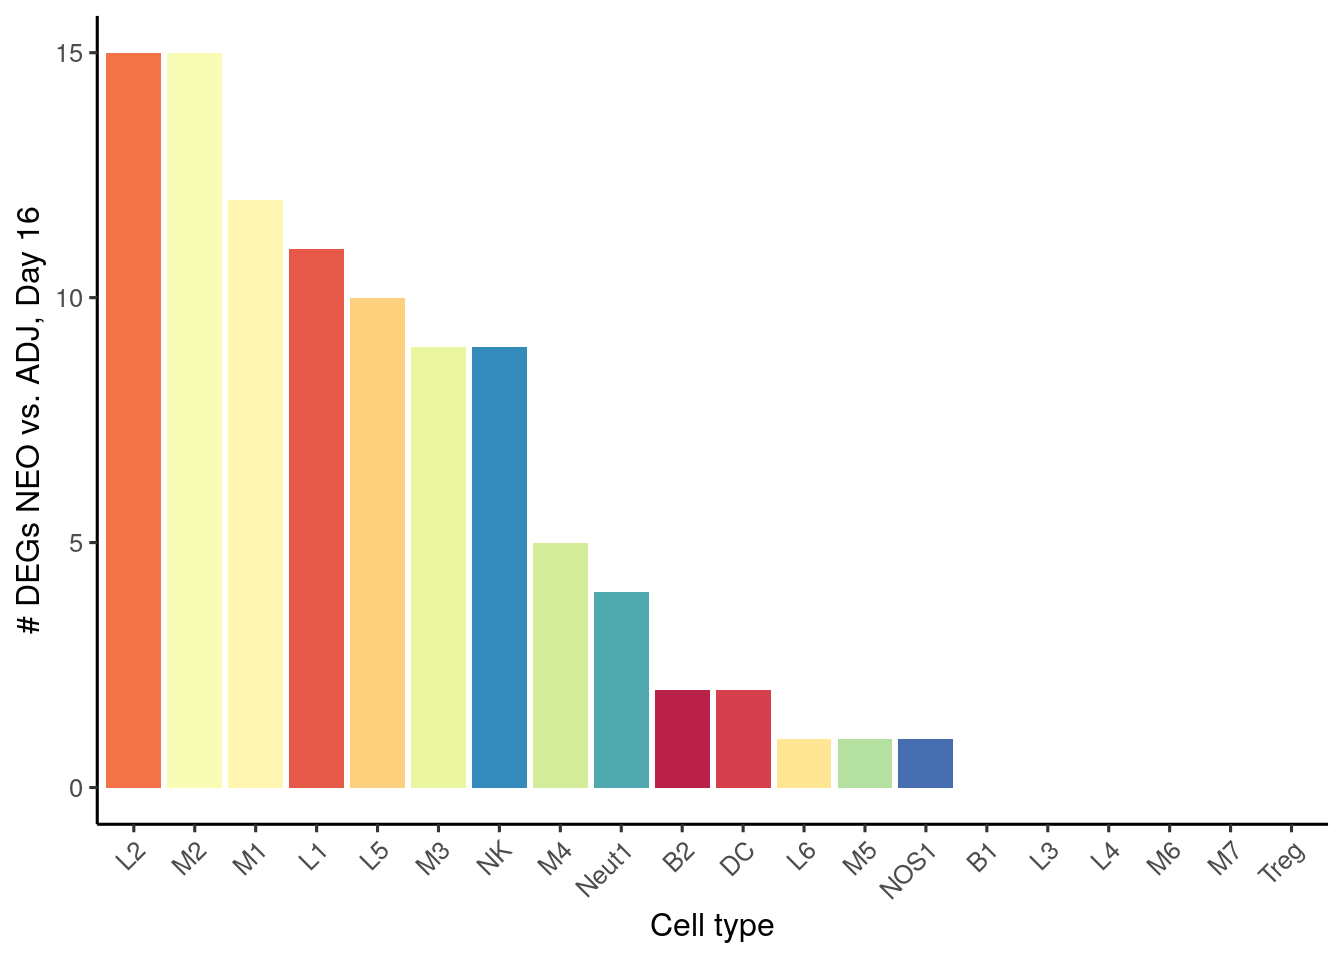 # DEGs NEO vs. ADJ, Day 16
15
10
5
0
L2 M2 M1 L1 L5 M3 NK M4 Neut1 B2 DC L6 M5 NOS1 B1 L3 L4 M6 M7 Treg
Cell type